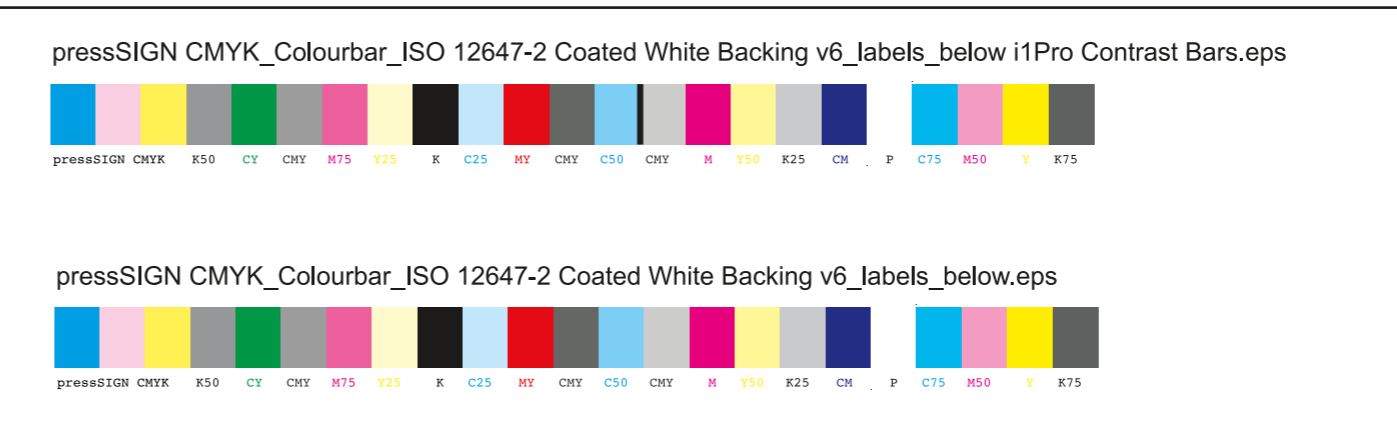 pressSIGN CMYK_Colourbar_ISO 12647-2 Coated White Backing v6_labels_below i1Pro Contrast Bars.eps
pressSIGN CMYK K50 CY CMY M75 Y25 K C25 MY CMY C50 CMY M Y50 K25 CM . P C75 M50 Y K75
pressSIGN CMYK_Colourbar_ISO 12647-2 Coated White Backing v6_labels_below.eps
pressSIGN CMYK K50 CY CMY M75 Y25 K C25 MY CMY C50 CMY M Y50 K25 CM . P C75 M50 Y K75